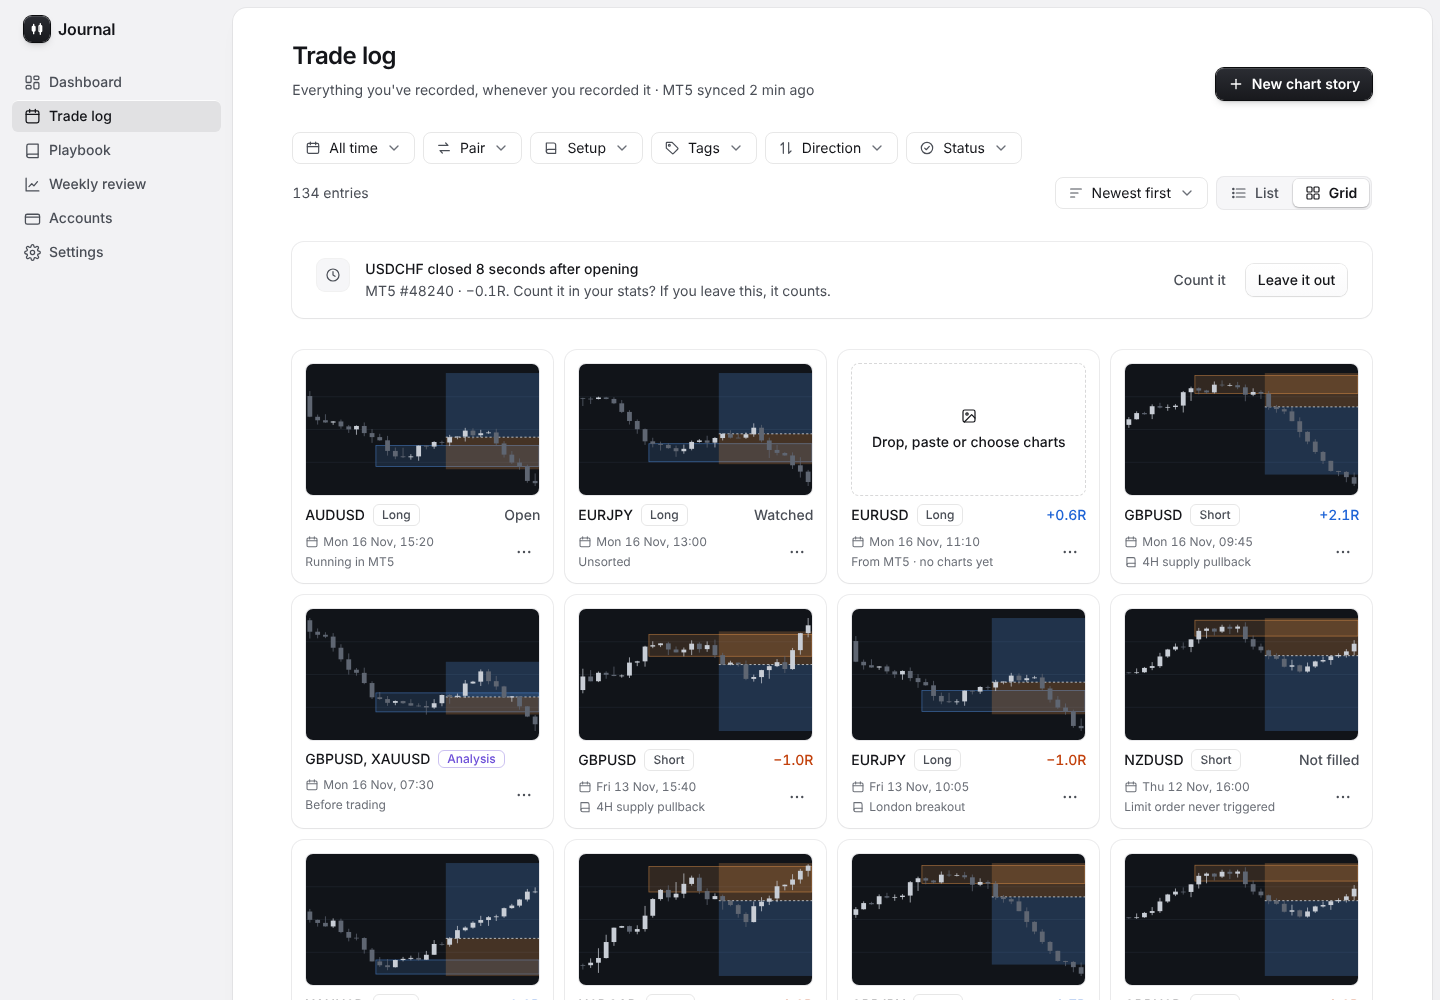 Journal
Dashboard
Trade log
Playbook
Weekly review
Accounts
Settings
Trade log
Everything you've recorded, whenever you recorded it · MT5 synced 2 min ago
New chart story
All time
Pair
Setup
Tags
Direction
Status
134 entries
Newest first
List
Grid
USDCHF closed 8 seconds after opening
MT5 #48240 · −0.1R. Count it in your stats? If you leave this, it counts.
Count it
Leave it out
AUDUSD Long Open
Mon 16 Nov, 15:20
Running in MT5
EURJPY Long Watched
Mon 16 Nov, 13:00
Unsorted
Drop, paste or choose charts
EURUSD Long +0.6R
Mon 16 Nov, 11:10
From MT5 · no charts yet
GBPUSD Short +2.1R
Mon 16 Nov, 09:45
4H supply pullback
GBPUSD, XAUUSD Analysis
Mon 16 Nov, 07:30
Before trading
GBPUSD Short −1.0R
Fri 13 Nov, 15:40
4H supply pullback
EURJPY Long −1.0R
Fri 13 Nov, 10:05
London breakout
NZDUSD Short Not filled
Thu 12 Nov, 16:00
Limit order never triggered